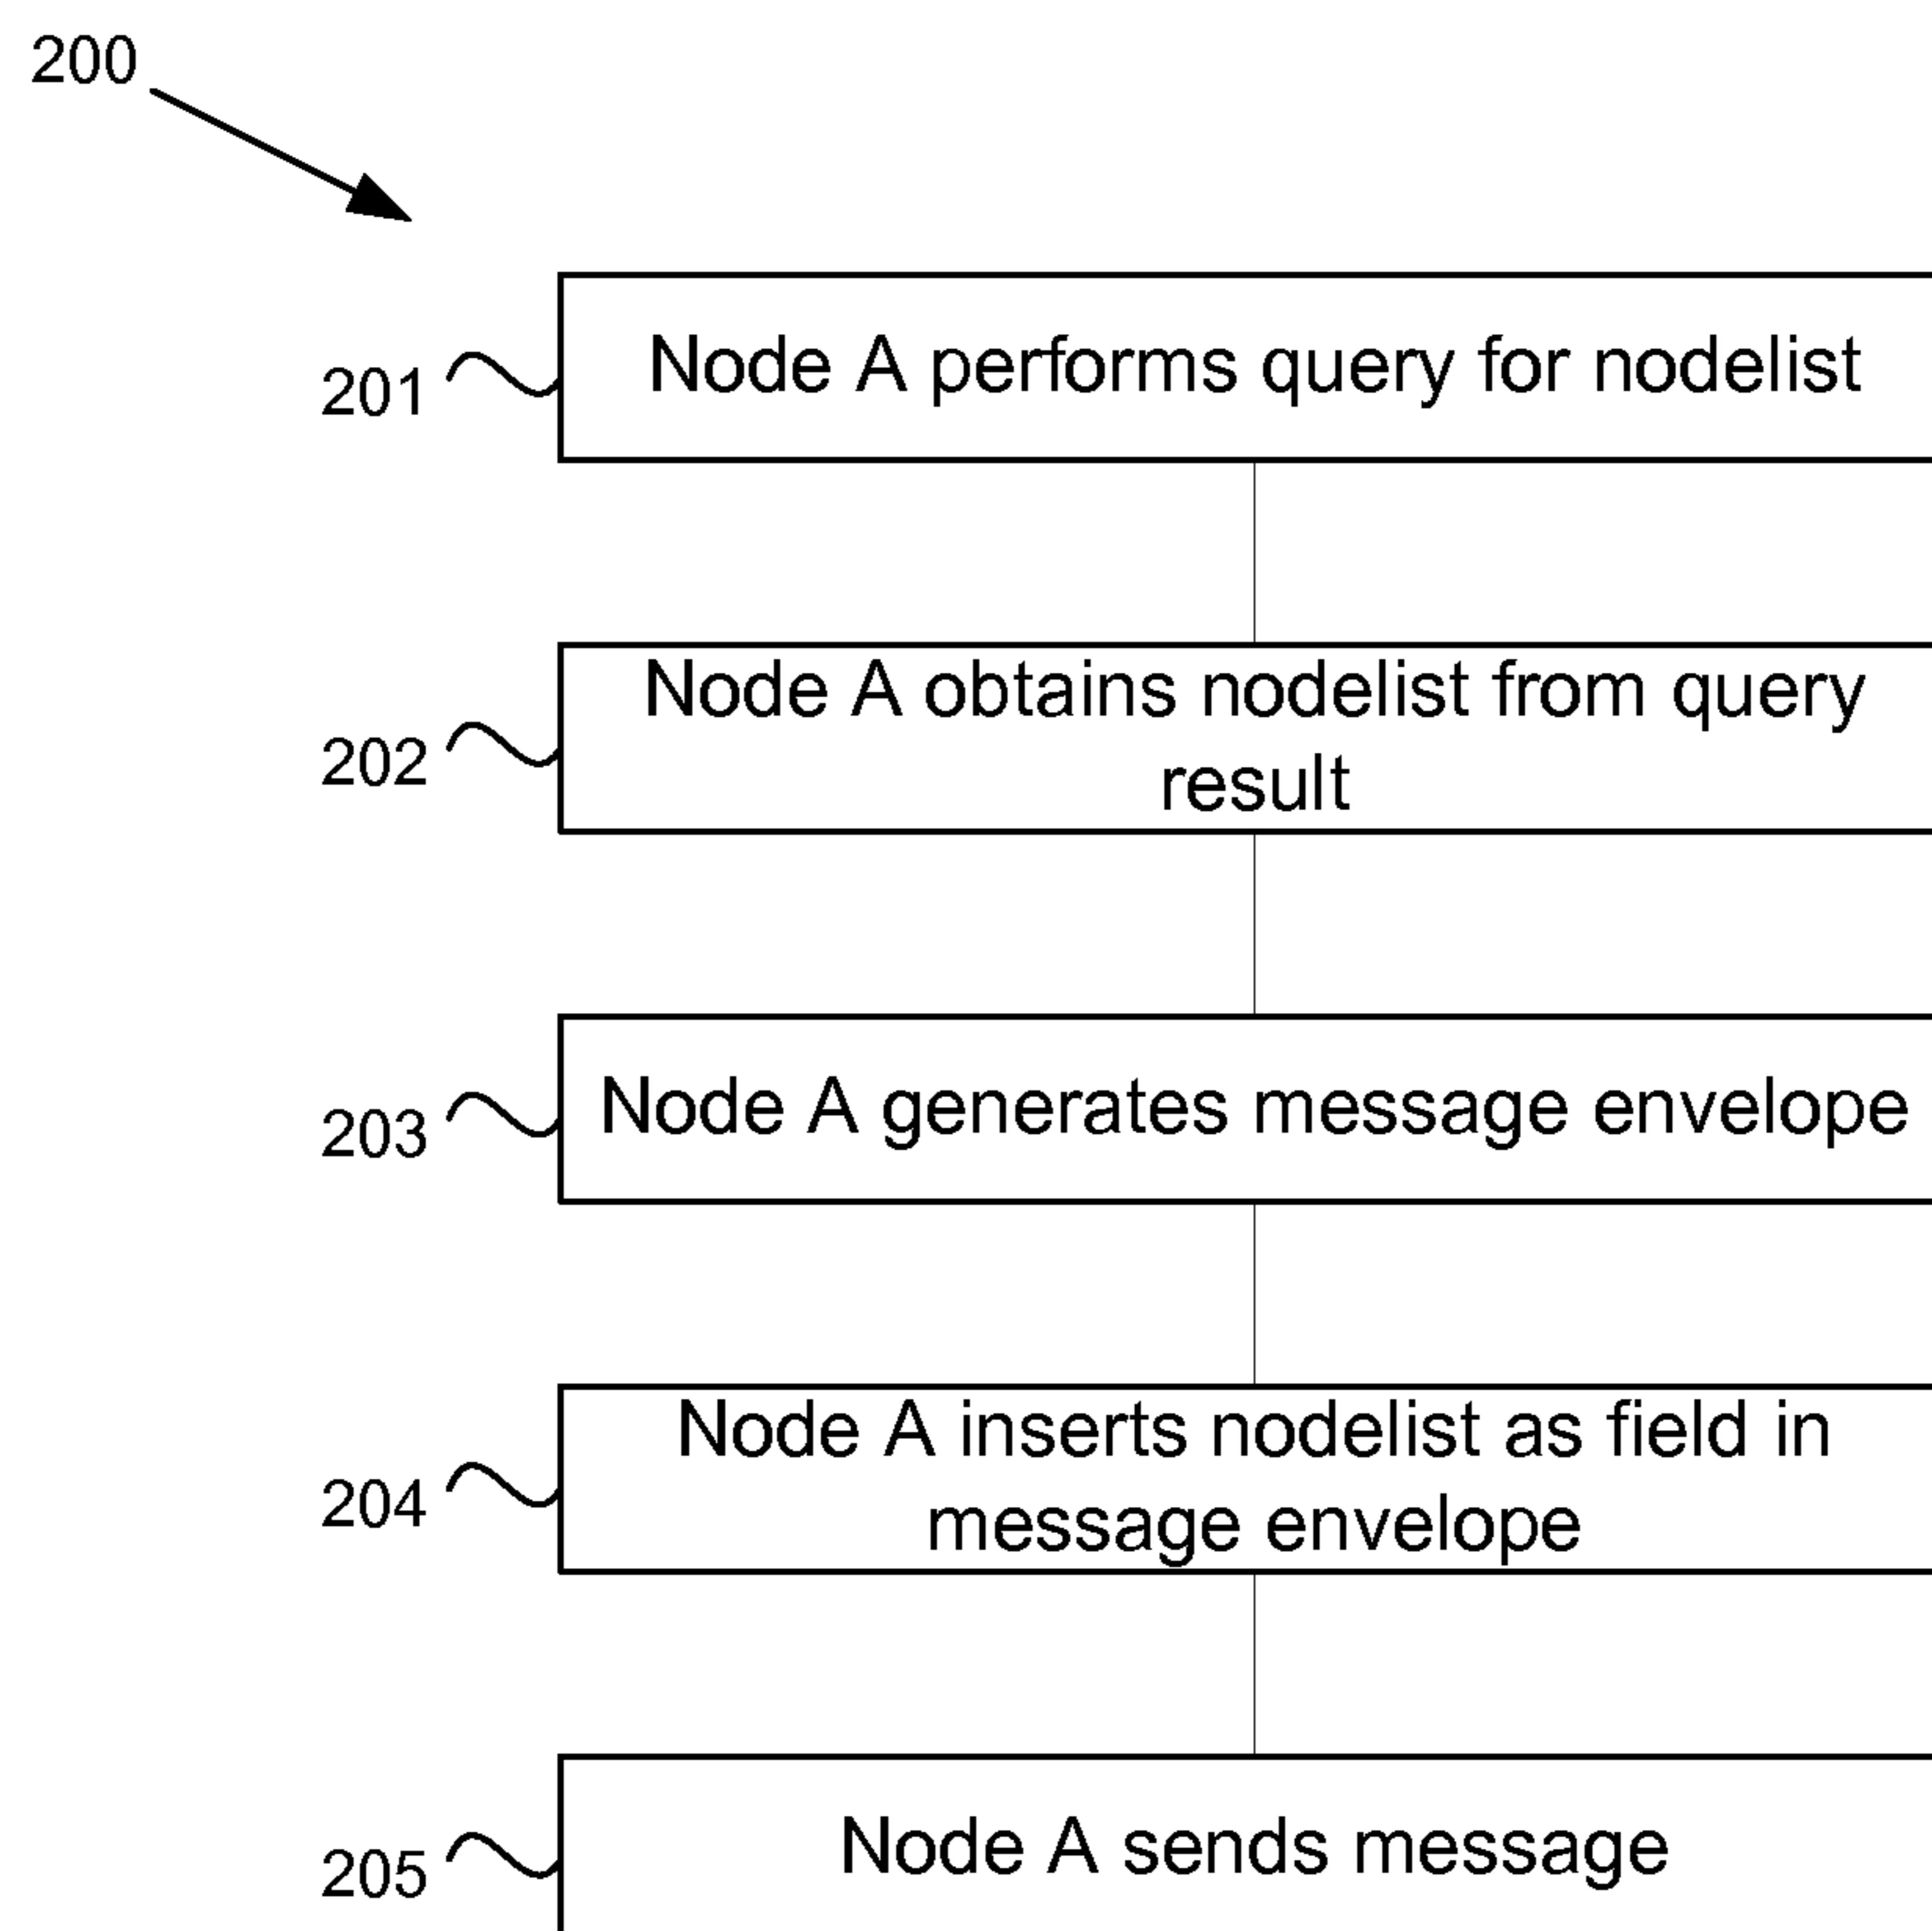 200
201
Node A performs query for nodelist
202
Node A obtains nodelist from query
result
203
Node A generates message envelope
204
Node A inserts nodelist as field in
message envelope
205
Node A sends message